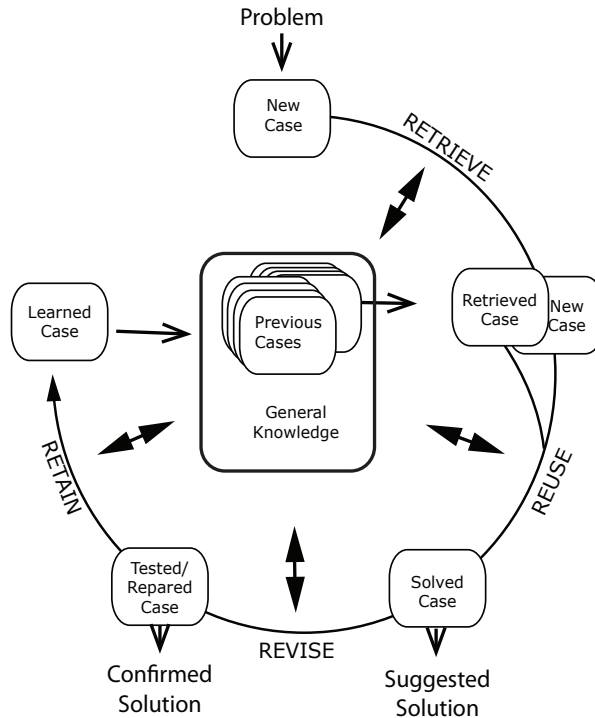 Problem
New
Case
RETRIEVE
Retrieved
Case
New
Case
Learned
Case
Previous
Cases
General
Knowledge
RETAIN
REUSE
Tested/
Repared
Case
Solved
Case
REVISE
Confirmed
Solution
Suggested
Solution